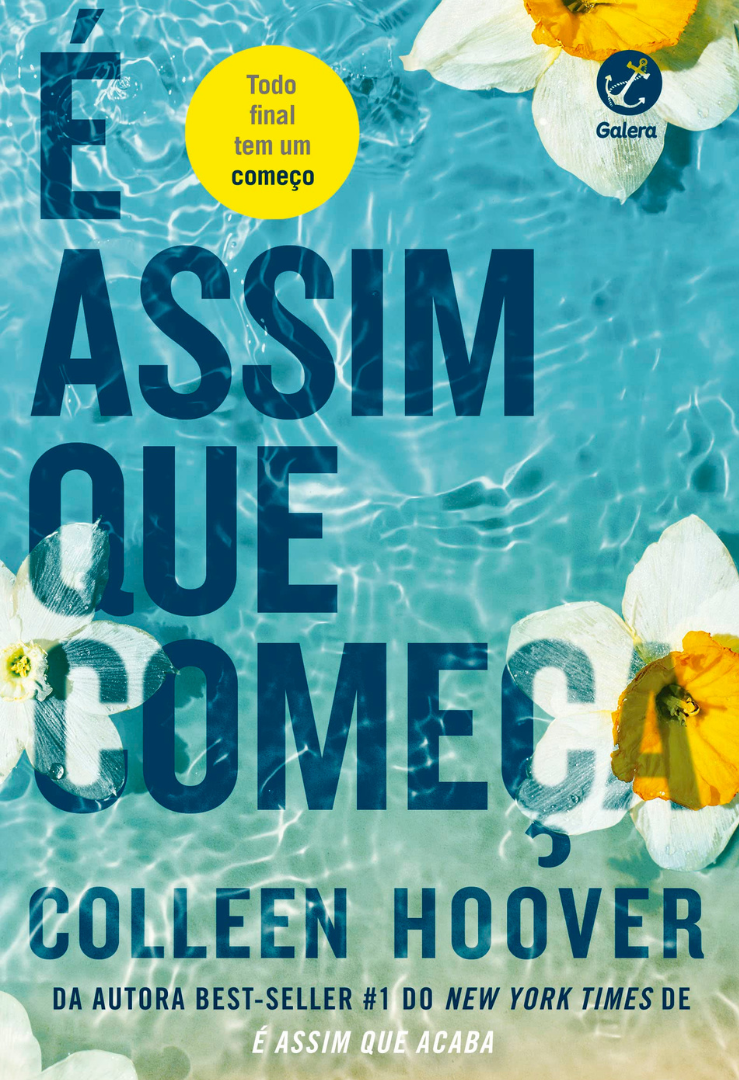 É
Todo
final
tem um
começo
Galera
ASSIM
QUE
COMEÇA
COLLEEN HOOVER
DA AUTORA BEST-SELLER #1 DO NEW YORK TIMES DE
É ASSIM QUE ACABA